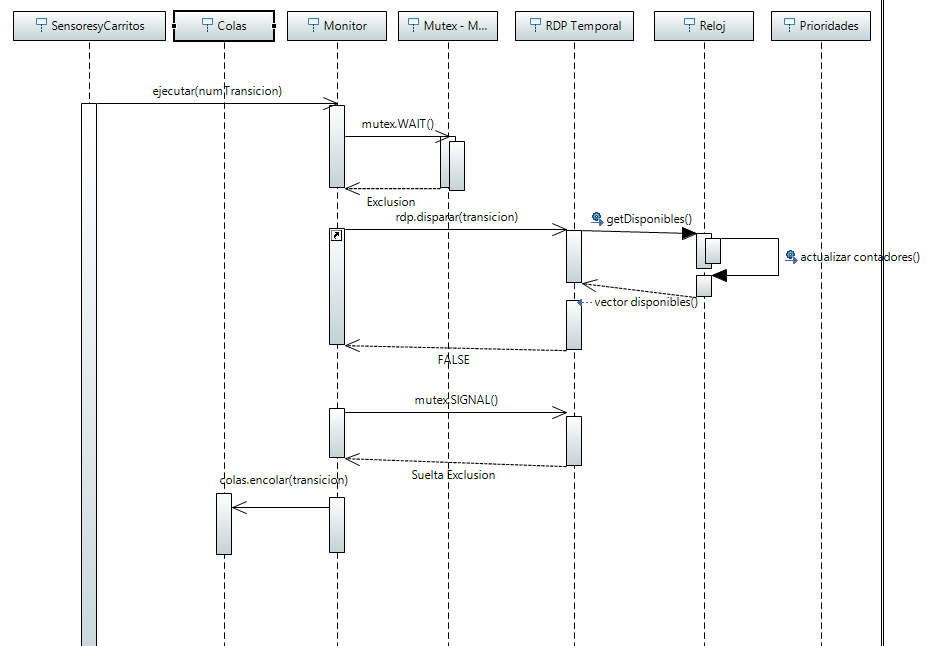 SensoresyCarritos
Colas
Monitor
Mutex - M...
RDP Temporal
Reloj
Prioridades
ejecutar(numTransicion)
mutex.WAIT()
Exclusion
rdp.disparar(transicion)
getDisponibles()
actualizar contadores()
vector disponibles()
FALSE
mutex.SIGNAL()
Suelta Exclusion
colas.encolar(transicion)